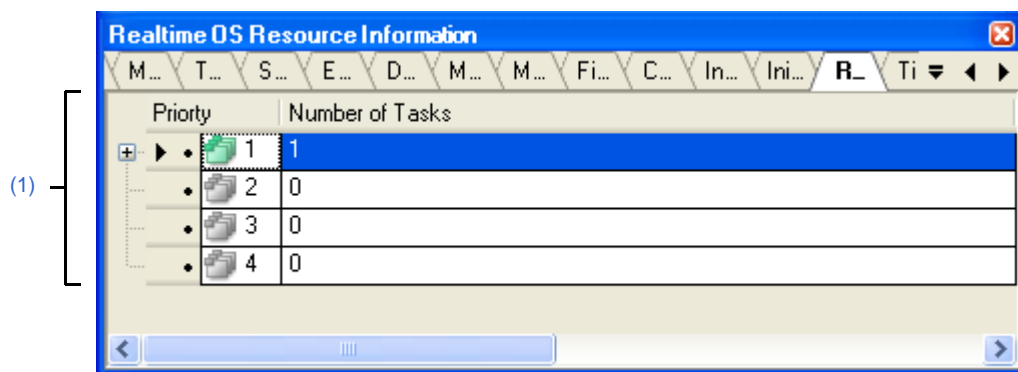 Realtime OS Resource Information
M... T... S... E... D... M... M... Fi... C... In... Ini... R... Ti
Priorty Number of Tasks
1 1
(1)
2 0
3 0
4 0